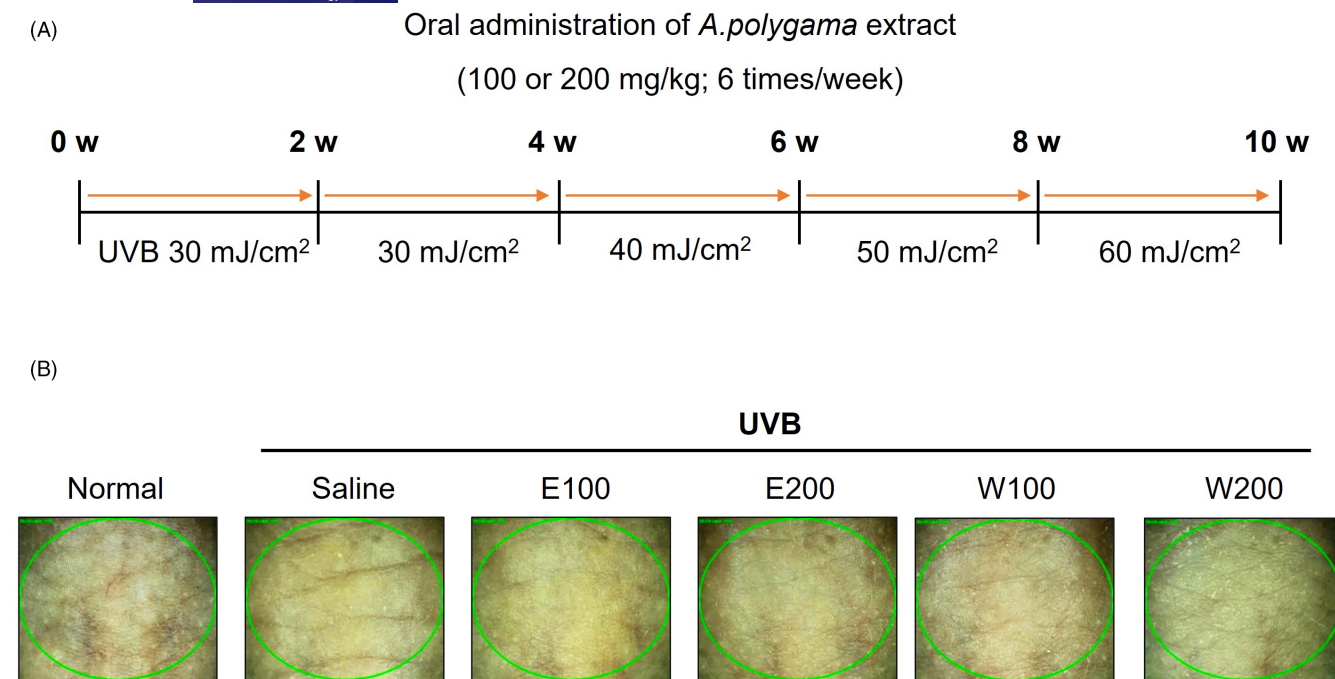 (A)
Oral administration of A.polygama extract
(100 or 200 mg/kg; 6 times/week)
0 w 2 w 4 w 6 w 8 w 10 w
UVB 30 mJ/cm² 30 mJ/cm² 40 mJ/cm² 50 mJ/cm² 60 mJ/cm²
(B)
UVB
Normal Saline E100 E200 W100 W200